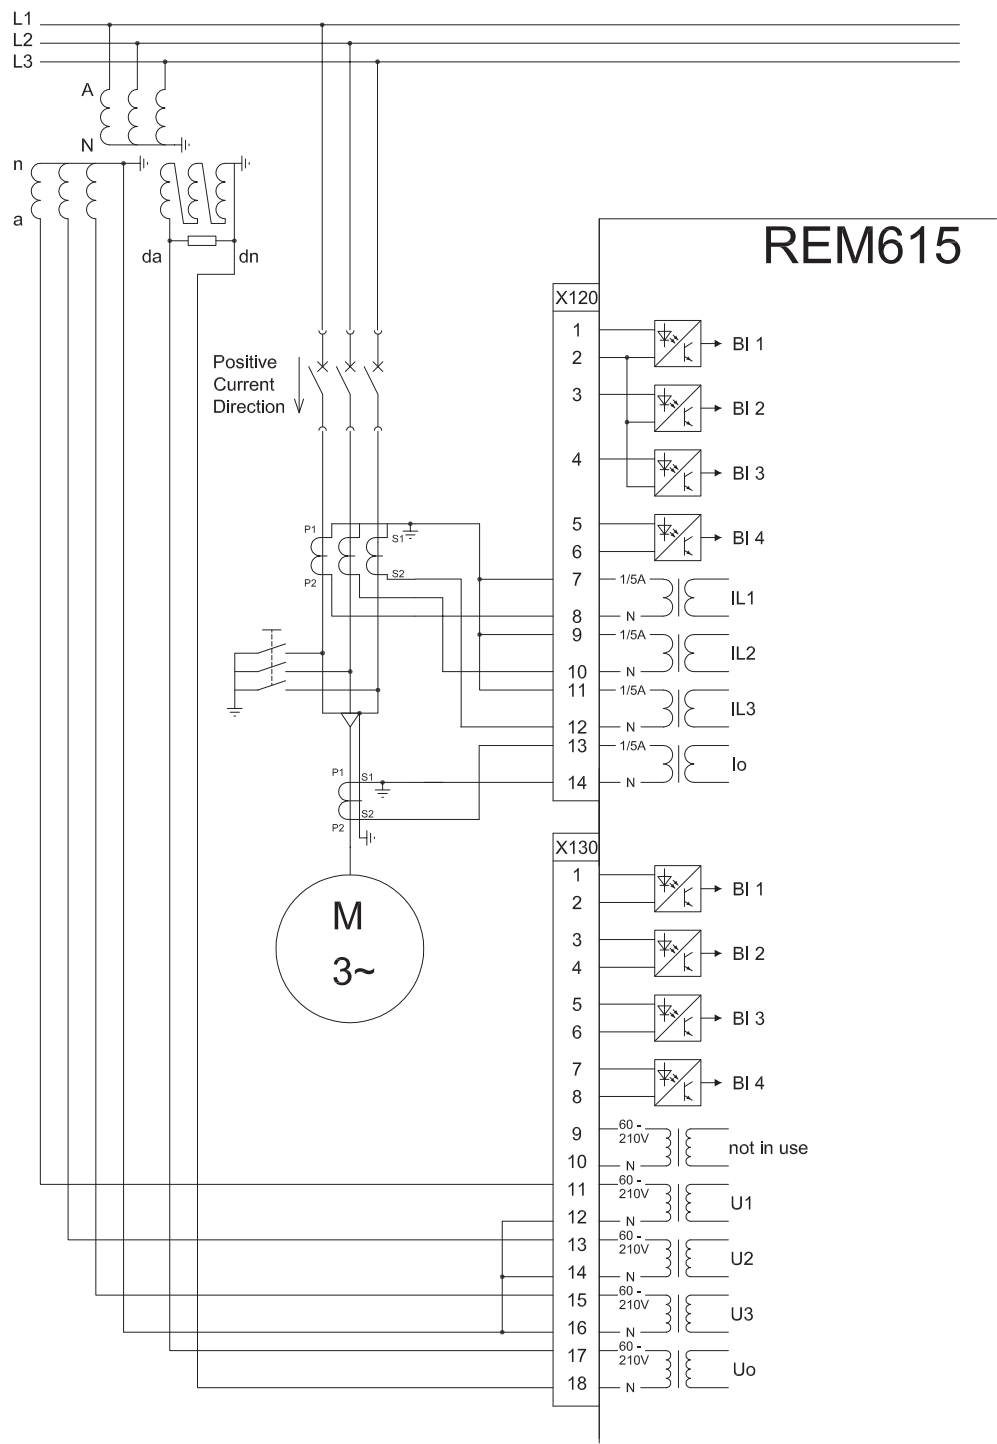 L1
L2
L3
A
N
n
a
da
dn
REM615
Positive
Current
Direction
X120
1
2
BI 1
3
BI 2
4
BI 3
5
6
BI 4
P1
P2
S1
S2
7
1/5A
IL1
8
N
9
1/5A
IL2
10
N
11
1/5A
IL3
12
N
13
1/5A
Io
14
N
P1
S1
S2
P2
M
3~
X130
1
2
BI 1
3
4
BI 2
5
6
BI 3
7
8
BI 4
9
60 -
210V
not in use
10
N
11
60 -
210V
U1
12
N
13
60 -
210V
U2
14
N
15
60 -
210V
U3
16
N
17
60 -
210V
Uo
18
N